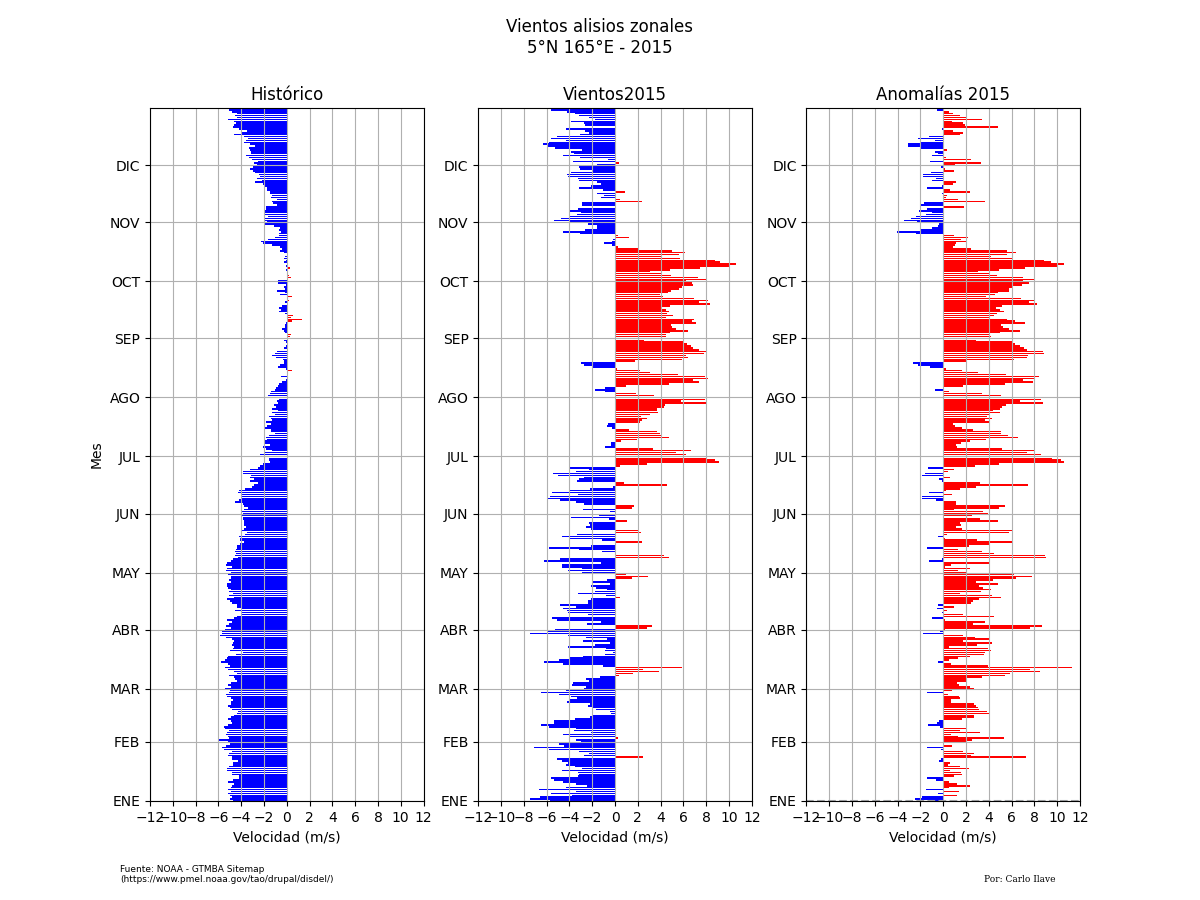 Vientos alisios zonales
5°N 165°E - 2015
Histórico
Vientos2015
Anomalías 2015
Mes
DIC
NOV
OCT
SEP
AGO
JUL
JUN
MAY
ABR
MAR
FEB
ENE
DIC
NOV
OCT
SEP
AGO
JUL
JUN
MAY
ABR
MAR
FEB
ENE
DIC
NOV
OCT
SEP
AGO
JUL
JUN
MAY
ABR
MAR
FEB
ENE
−12−10−8 −6 −4 −2 0 2 4 6 8 10 12
−12−10−8 −6 −4 −2 0 2 4 6 8 10 12
−12−10−8 −6 −4 −2 0 2 4 6 8 10 12
Velocidad (m/s)
Velocidad (m/s)
Velocidad (m/s)
Fuente: NOAA - GTMBA Sitemap
(https://www.pmel.noaa.gov/tao/drupal/disdel/)
Por: Carlo Ilave